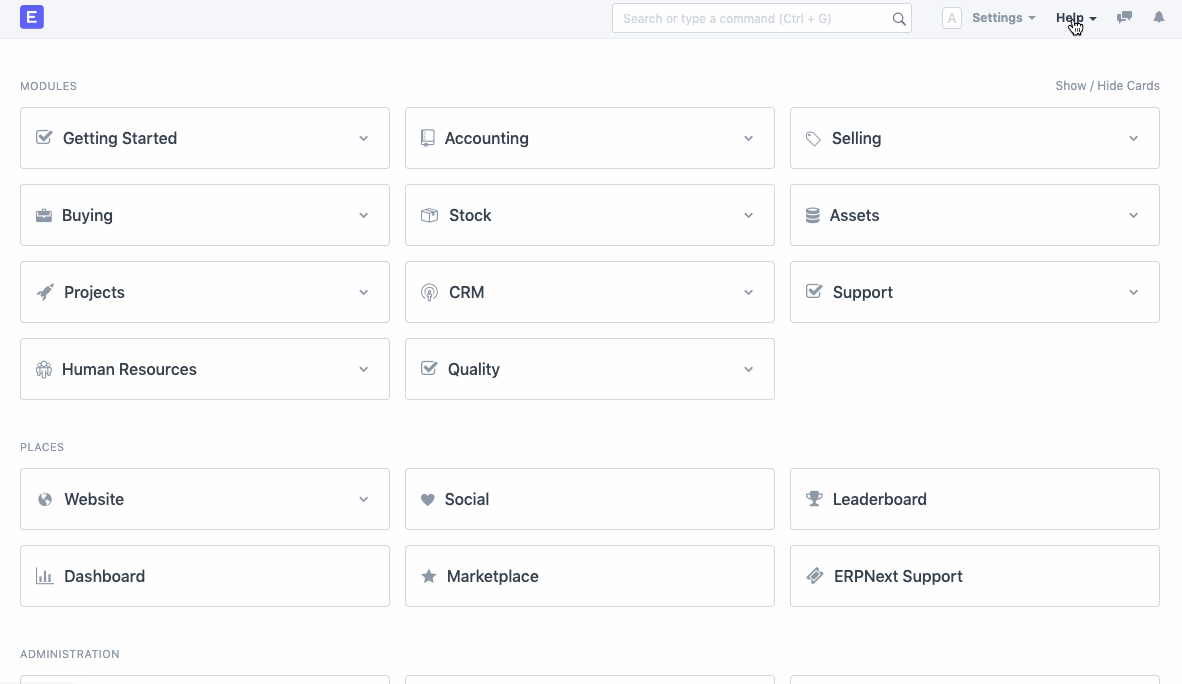 E
Search or type a command (Ctrl + G)
A Settings Help
MODULES
Show / Hide Cards
Getting Started
Accounting
Selling
Buying
Stock
Assets
Projects
CRM
Support
Human Resources
Quality
PLACES
Website
Social
Leaderboard
Dashboard
Marketplace
ERPNext Support
ADMINISTRATION